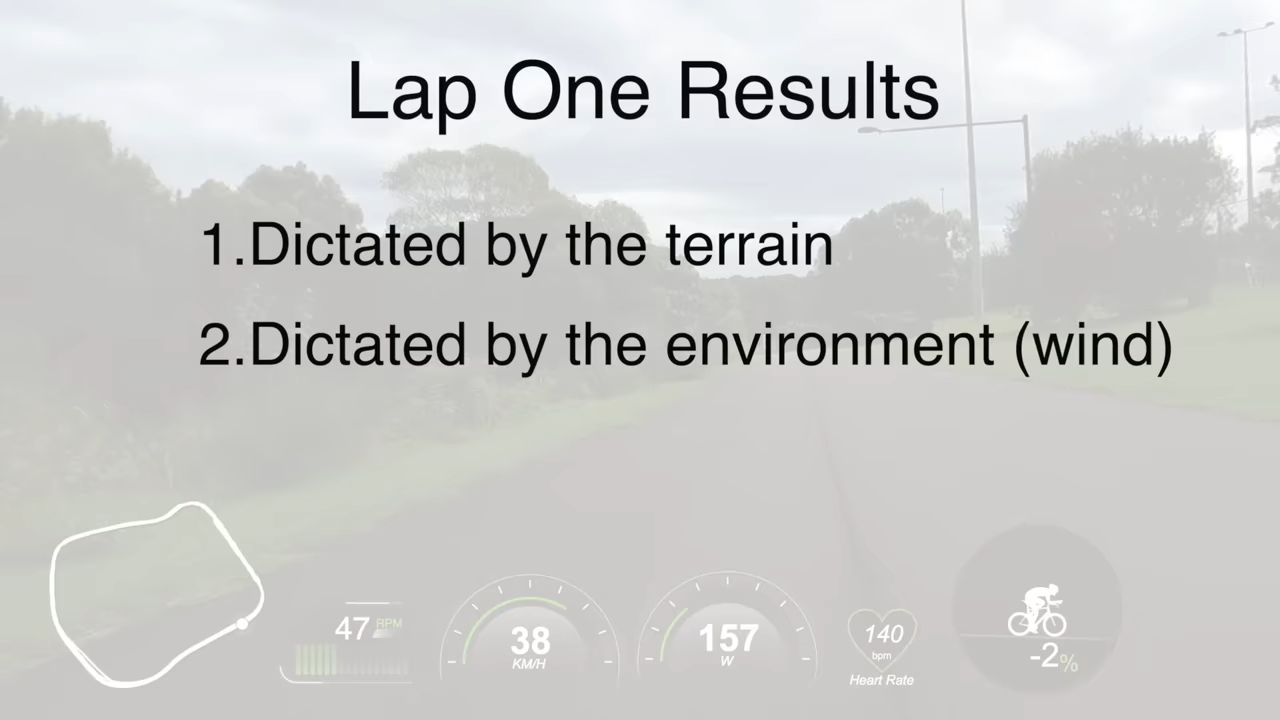 Lap One Results
1.Dictated by the terrain
2.Dictated by the environment (wind)
47 RPM
38
KM/H
157
W
140
bpm
Heart Rate
-2%